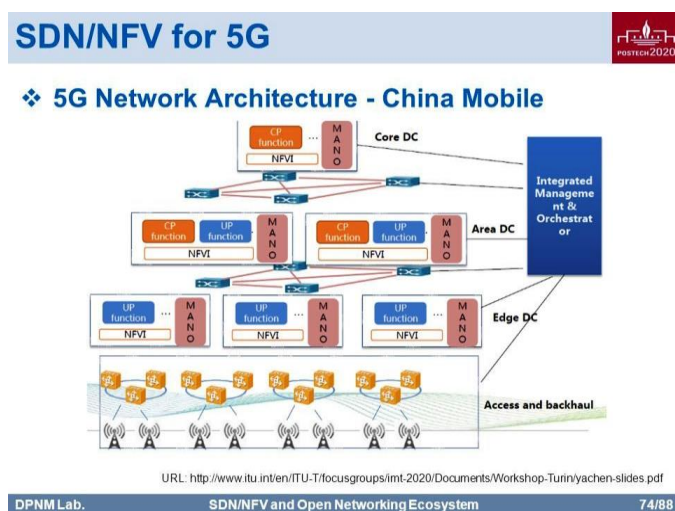 SDN/NFV for 5G
POSTECH 2020
❖ 5G Network Architecture - China Mobile
CP
function
...
NFVI
M
A
N
O
Core DC
Integrated
Manageme
nt &
Orchestrat
or
CP
function
UP
function
NFVI
M
A
N
O
CP
function
UP
function
NFVI
M
A
N
O
Area DC
UP
function
...
NFVI
M
A
N
O
UP
function
...
NFVI
M
A
N
O
UP
function
...
NFVI
M
A
N
O
Edge DC
Access and backhaul
URL: http://www.itu.int/en/ITU-T/focusgroups/imt-2020/Documents/Workshop-Turin/yachen-slides.pdf
DPNM Lab.
SDN/NFV and Open Networking Ecosystem
74/88